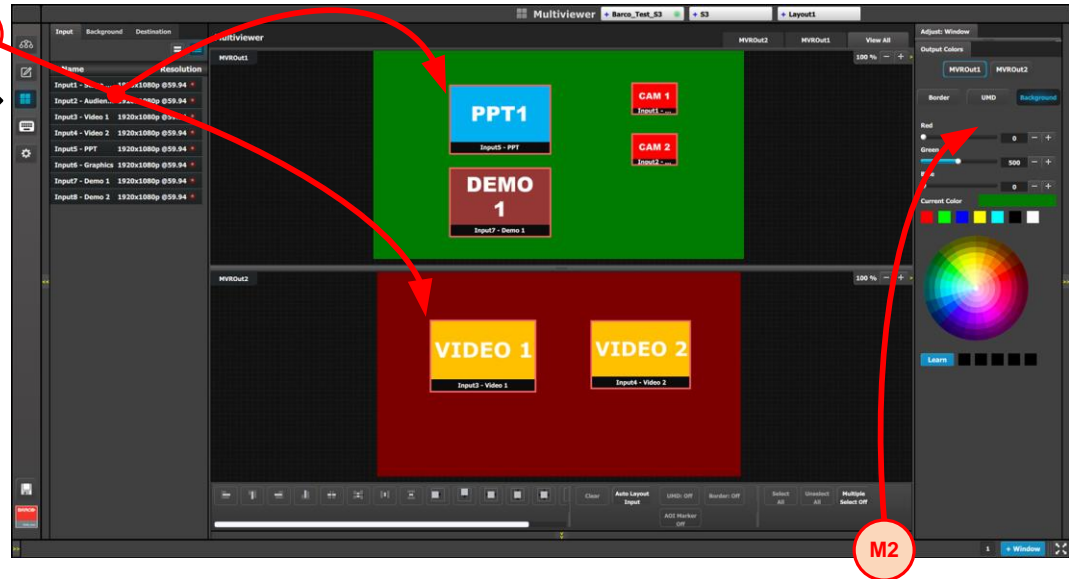 Multiviewer
Barco_Test_S3
S3
Layout1
Input Background Destination
Name Resolution
Input1 - 1920x1080p @59.94
Input2 - Audien... 1920x1080p @59.94
Input3 - Video 1 1920x1080p @59.94
Input4 - Video 2 1920x1080p @59.94
Input5 - PPT 1920x1080p @59.94
Input6 - Graphics 1920x1080p @59.94
Input7 - Demo 1 1920x1080p @59.94
Input8 - Demo 2 1920x1080p @59.94
Multiviewer
MVROut2 MVROut1 View All
MVROut1
100 % − +
PPT1
Input5 - PPT
CAM 1
Input1 - ...
CAM 2
Input2 - ...
DEMO
1
Input7 - Demo 1
MVROut2
100 % − +
VIDEO 1
Input3 - Video 1
VIDEO 2
Input4 - Video 2
Clear
Auto Layout
Input
UMD: Off
Border: Off
AOI Marker
Off
Select
All
Unselect
All
Multiple
Select Off
Adjust: Window
Output Colors
MVROut1 MVROut2
Border UMD Background
Red
0 − +
Green
500 − +
0 − +
Current Color
Learn
M2
1 + Window
BARCO